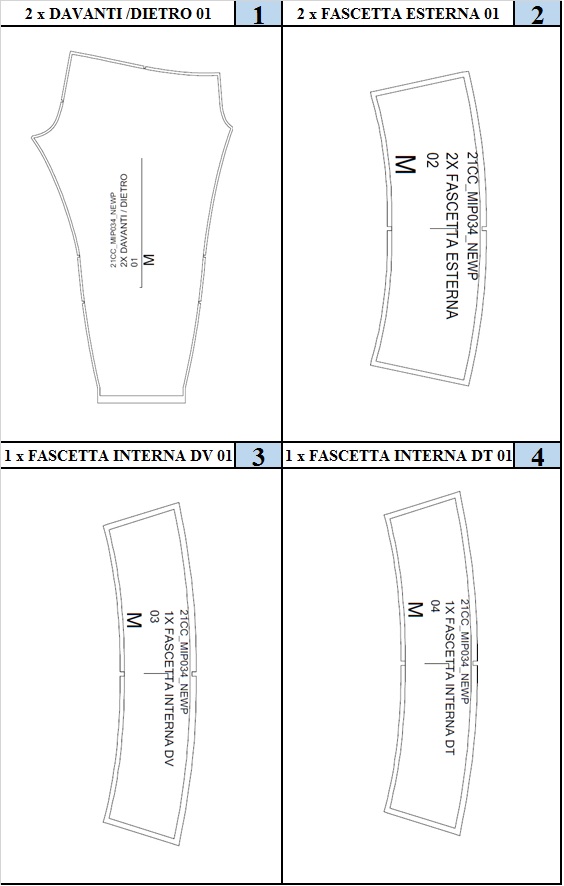 2 x DAVANTI /DIETRO 01
1
2 x FASCETTA ESTERNA 01
2
21CC_MIP034_NEWP
2X DAVANTI / DIETRO
01
M
21CC_MIP034_NEWP
2X FASCETTA ESTERNA
02
M
1 x FASCETTA INTERNA DV 01
3
1 x FASCETTA INTERNA DT 01
4
21CC_MIP034_NEWP
1X FASCETTA INTERNA DV
03
M
21CC_MIP034_NEWP
1X FASCETTA INTERNA DT
04
M